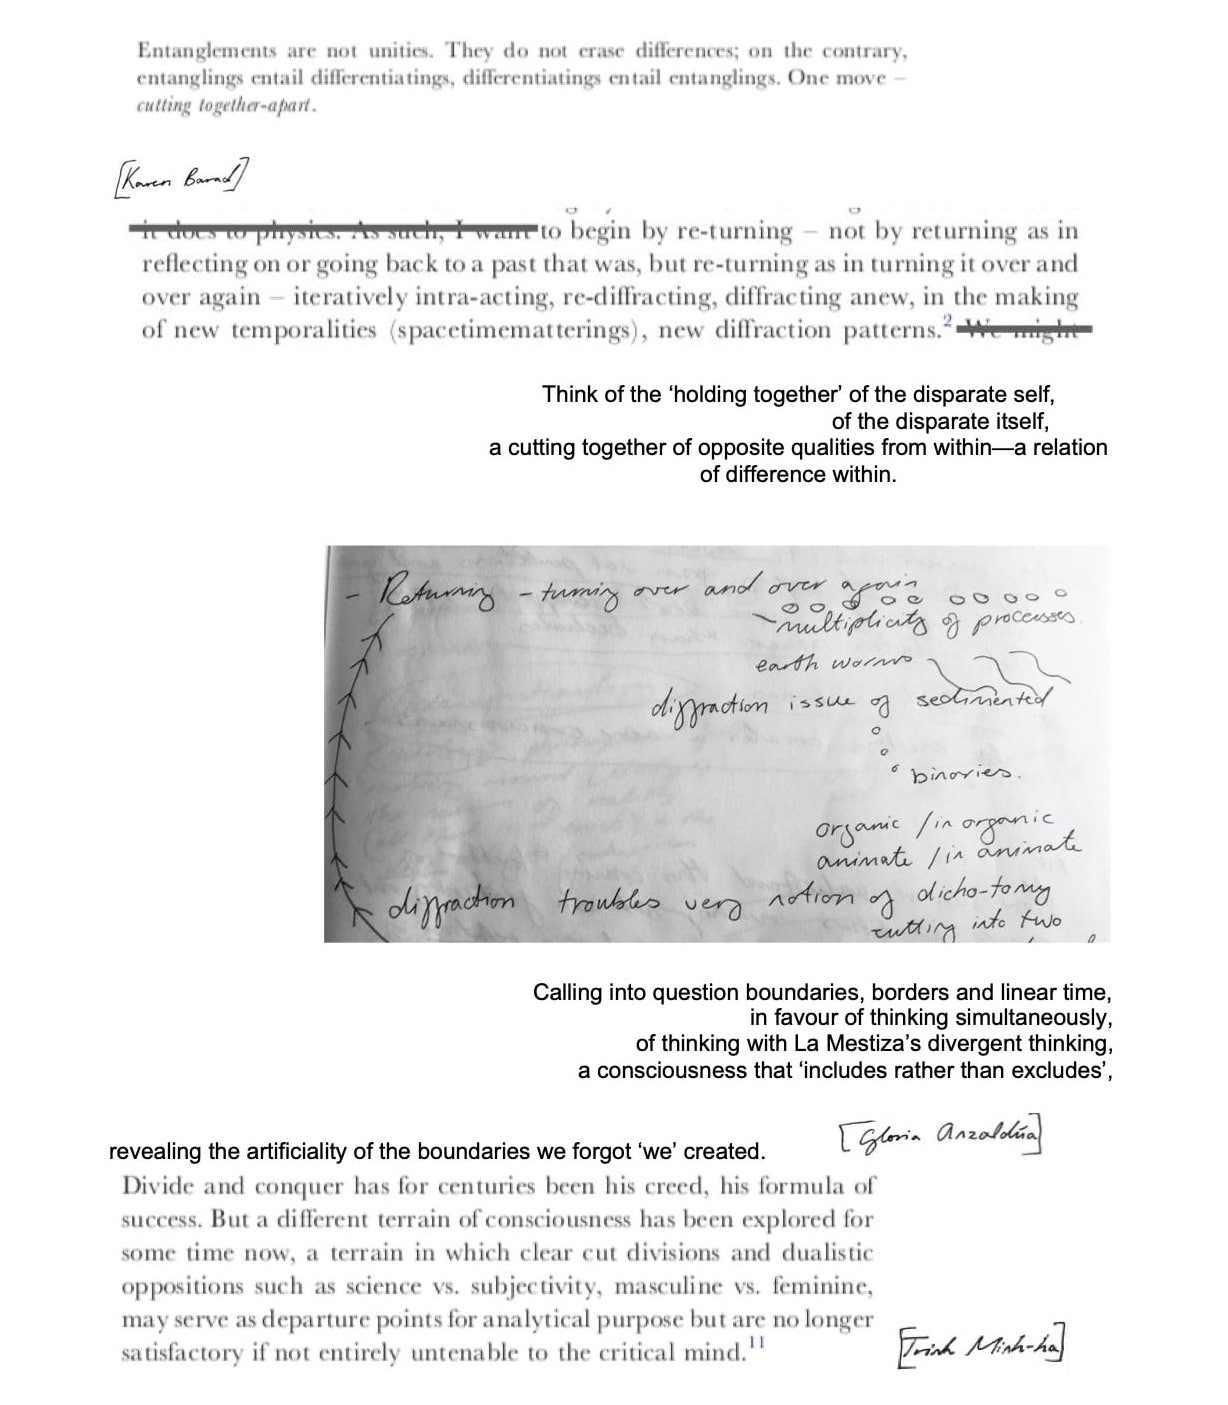 Entanglements are not unities. They do not erase differences; on the contrary,
entanglings entail differentiatings, differentiatings entail entanglings. One move –
cutting together-apart.
[Karen Barad]
it does to physics. As such, I want to begin by re-turning – not by returning as in
reflecting on or going back to a past that was, but re-turning as in turning it over and
over again – iteratively intra-acting, re-diffracting, diffracting anew, in the making
of new temporalities (spacetimematterings), new diffraction patterns.2 We might
Think of the ‘holding together’ of the disparate self,
of the disparate itself,
a cutting together of opposite qualities from within—a relation
of difference within.
- Returning - turning over and over again
- multiplicity of processes.
earth worms
diffraction issue of sedimented
binaries.
organic / in organic
animate / in animate
diffraction troubles very notion of dicho-tomy
cutting into two
Calling into question boundaries, borders and linear time,
in favour of thinking simultaneously,
of thinking with La Mestiza’s divergent thinking,
a consciousness that ‘includes rather than excludes’,
[Gloria Anzaldúa]
revealing the artificiality of the boundaries we forgot ‘we’ created.
Divide and conquer has for centuries been his creed, his formula of
success. But a different terrain of consciousness has been explored for
some time now, a terrain in which clear cut divisions and dualistic
oppositions such as science vs. subjectivity, masculine vs. feminine,
may serve as departure points for analytical purpose but are no longer
satisfactory if not entirely untenable to the critical mind.11
[Trinh Minh-ha]